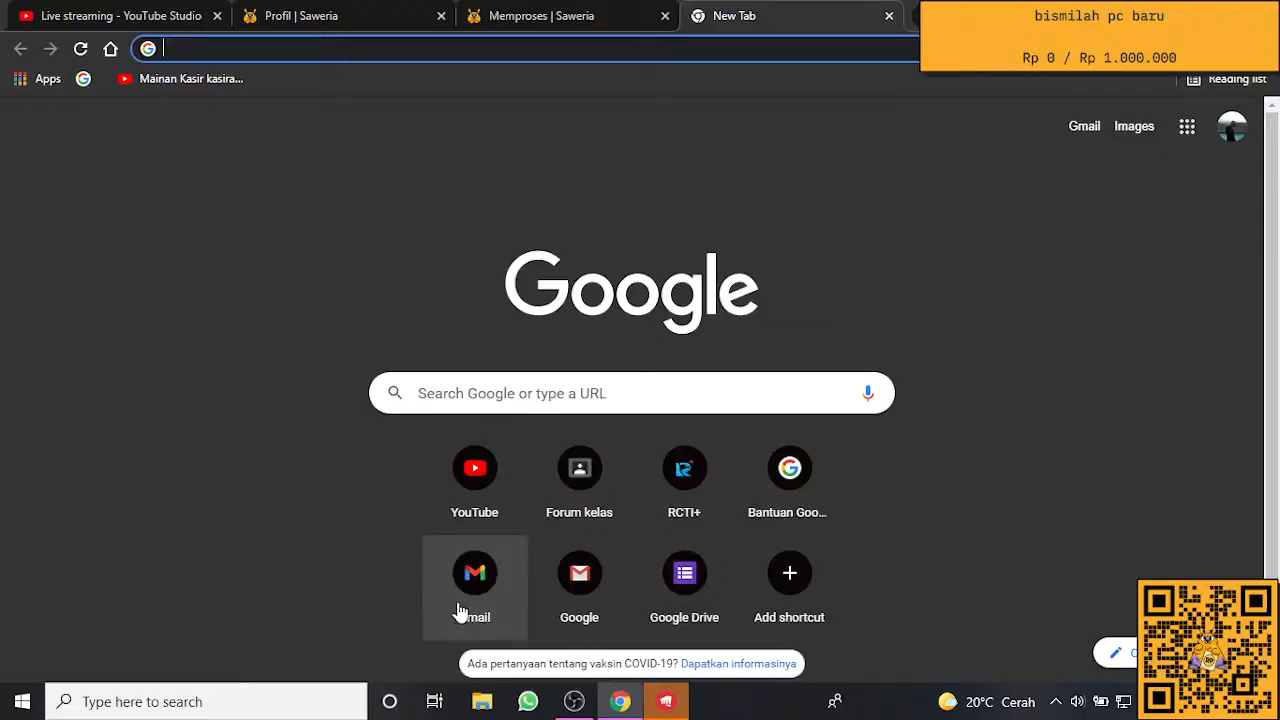 Live streaming - YouTube Studio
Profil | Saweria
Memproses | Saweria
New Tab
bismilah pc baru
Rp 0 / Rp 1.000.000
Apps
Mainan Kasir kasira...
Reading list
Gmail
Images
Google
Search Google or type a URL
YouTube
Forum kelas
RCTI+
Bantuan Goo...
mail
Google
Google Drive
Add shortcut
Ada pertanyaan tentang vaksin COVID-19? Dapatkan informasinya
Type here to search
20°C Cerah